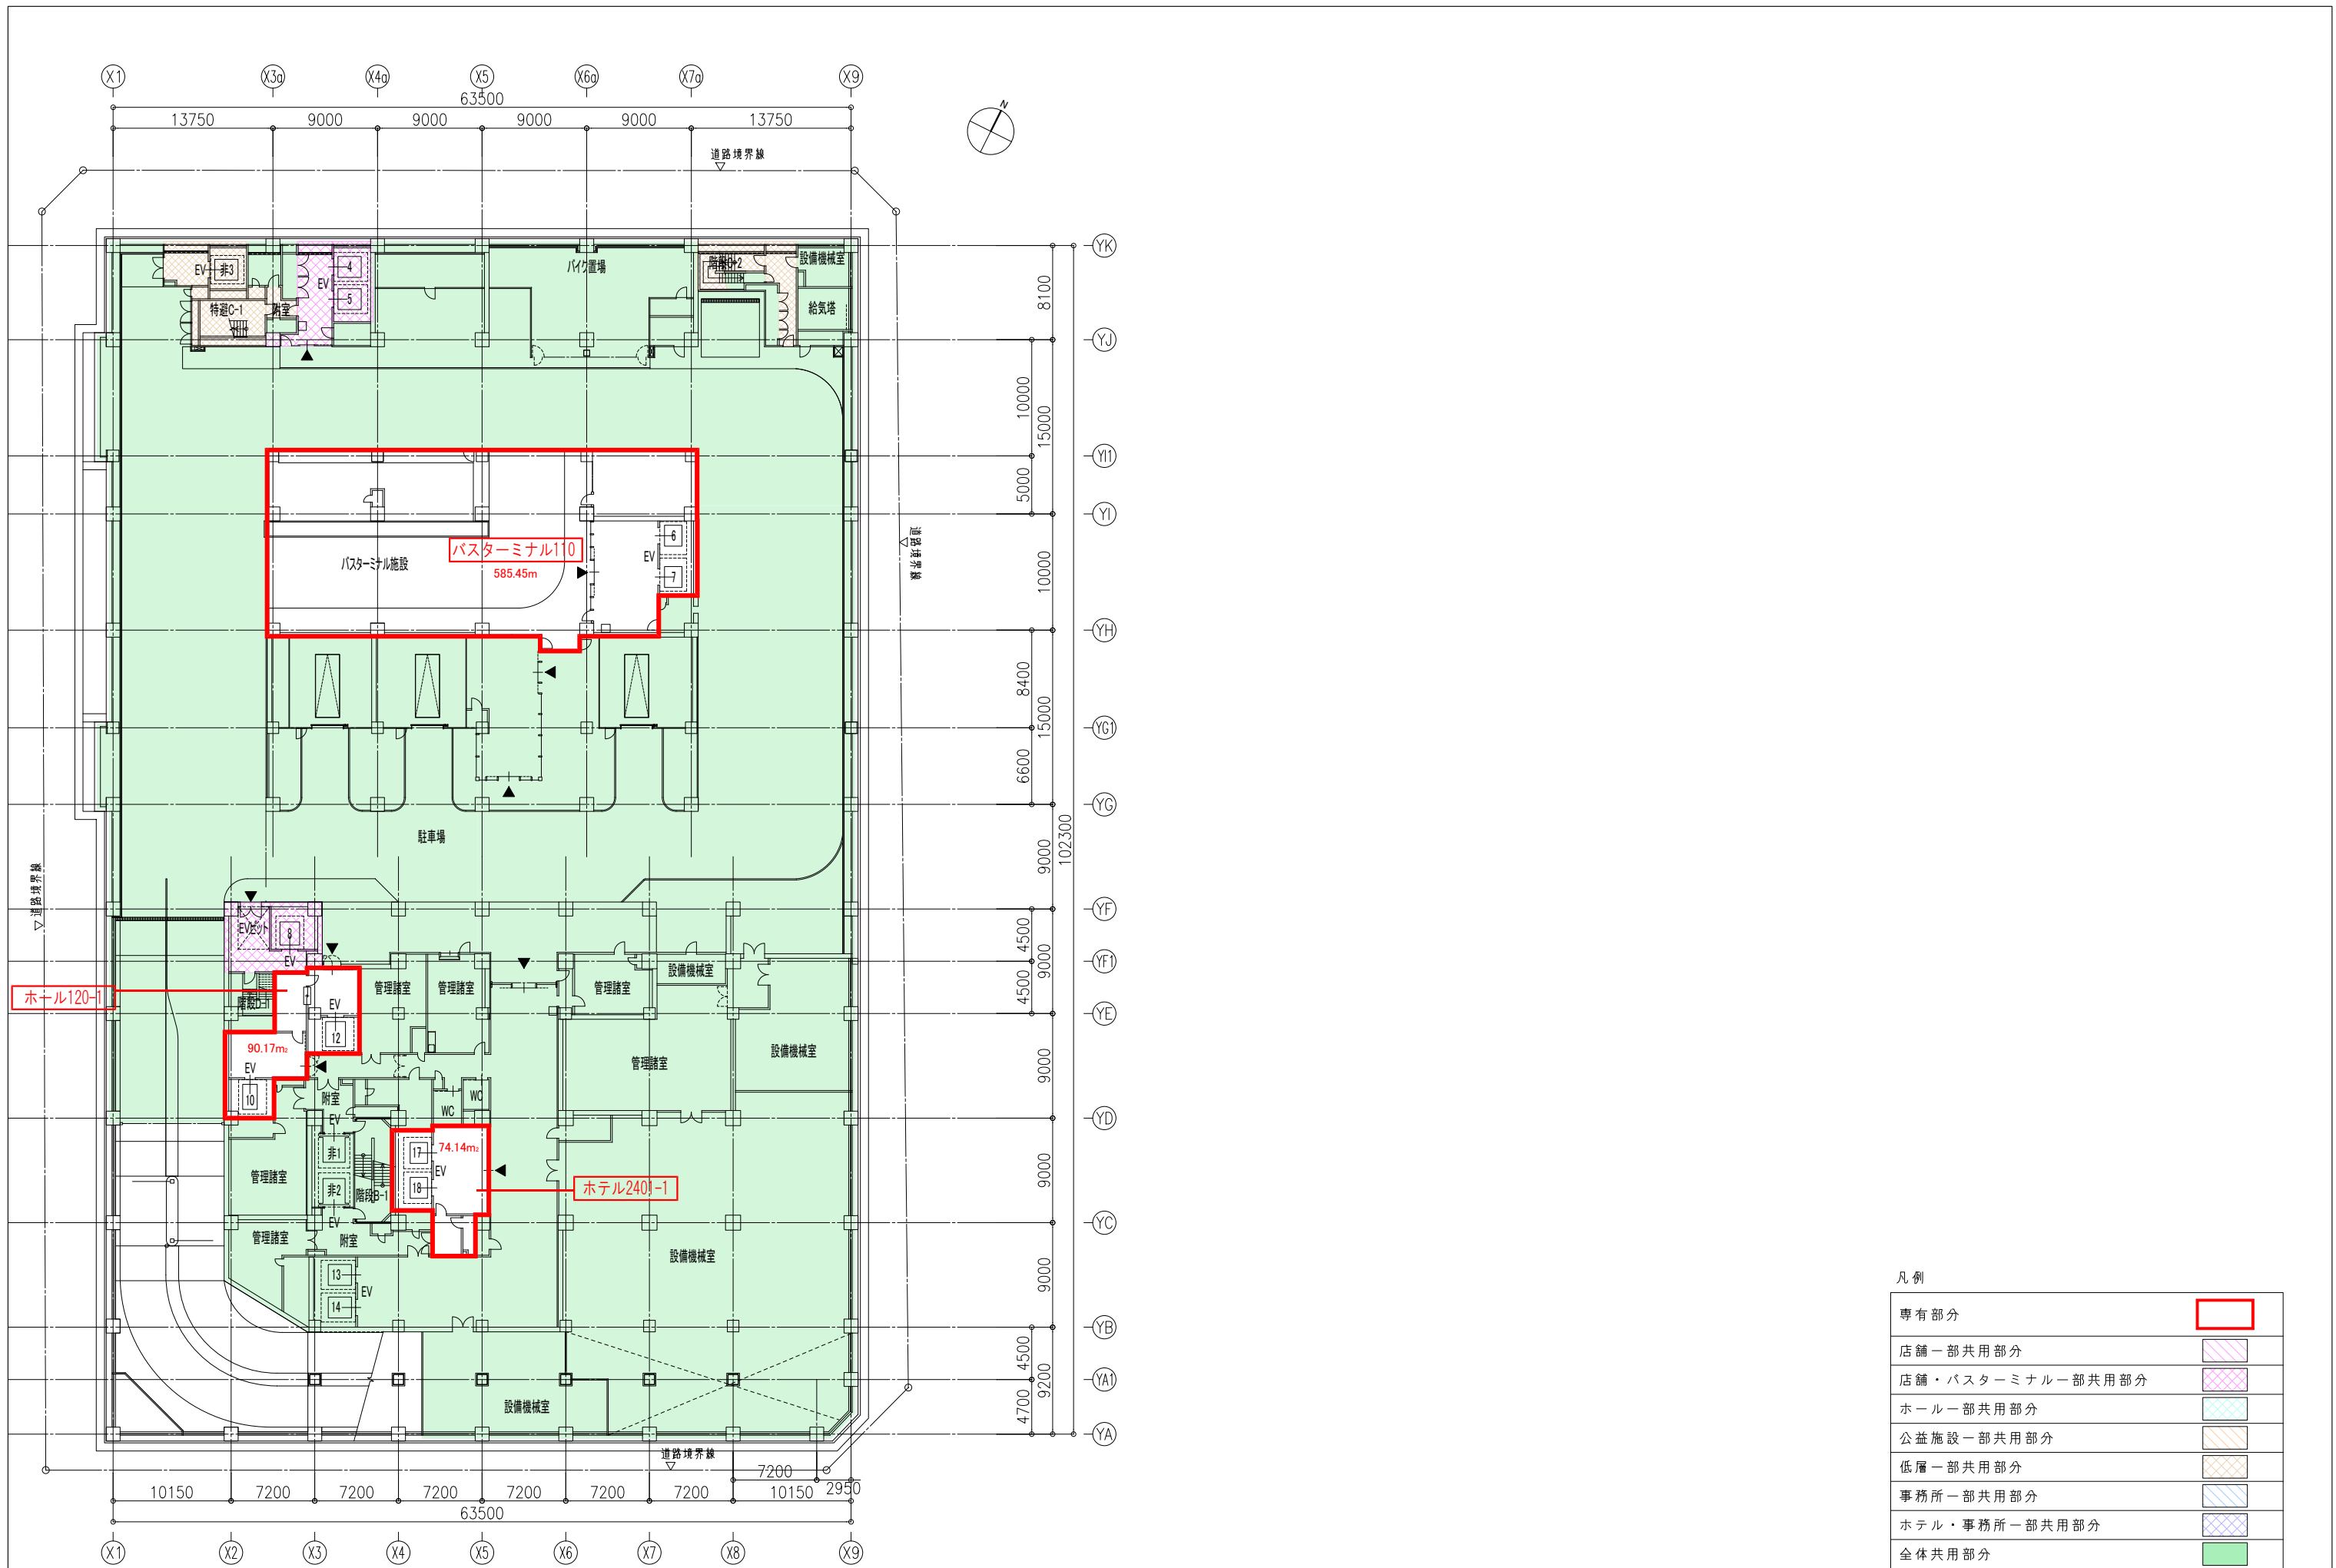 X1 X3a X4a X5 X6a X7a X9
63500
13750 9000 9000 9000 9000 13750
N
道路境界線
YK
バイク置場
階段C-2
設備機械室
EV 非3
4
EV
5
特避C-1
附室
給気塔
8100
YJ
10000
15000
YI1
5000
YI
道路境界線
バスターミナル110
バスターミナル施設
585.45m
6
EV
7
10000
YH
8400
15000
YG1
6600
YG
駐車場
102300
9000
道路境界線
YF
EVピット
8
EV
4500
9000
YF1
設備機械室
ホール120-1
階段D-1
管理諸室
管理諸室
管理諸室
EV
4500
YE
12
90.17m2
管理諸室
設備機械室
EV
10
9000
附室
WC
WC
EV
YD
非1
17
74.14m2
EV
管理諸室
非2
階段B-1
18
ホテル2401-1
9000
EV
YC
管理諸室
附室
設備機械室
13
EV
14
9000
YB
4500
9200
YA1
設備機械室
4700
YA
道路境界線
7200
2950
10150 7200 7200 7200 7200 7200 7200 10150
63500
X1 X2 X3 X4 X5 X6 X7 X8 X9
凡例
専有部分
店舗一部共用部分
店舗・バスターミナル一部共用部分
ホール一部共用部分
公益施設一部共用部分
低層一部共用部分
事務所一部共用部分
ホテル・事務所一部共用部分
全体共用部分